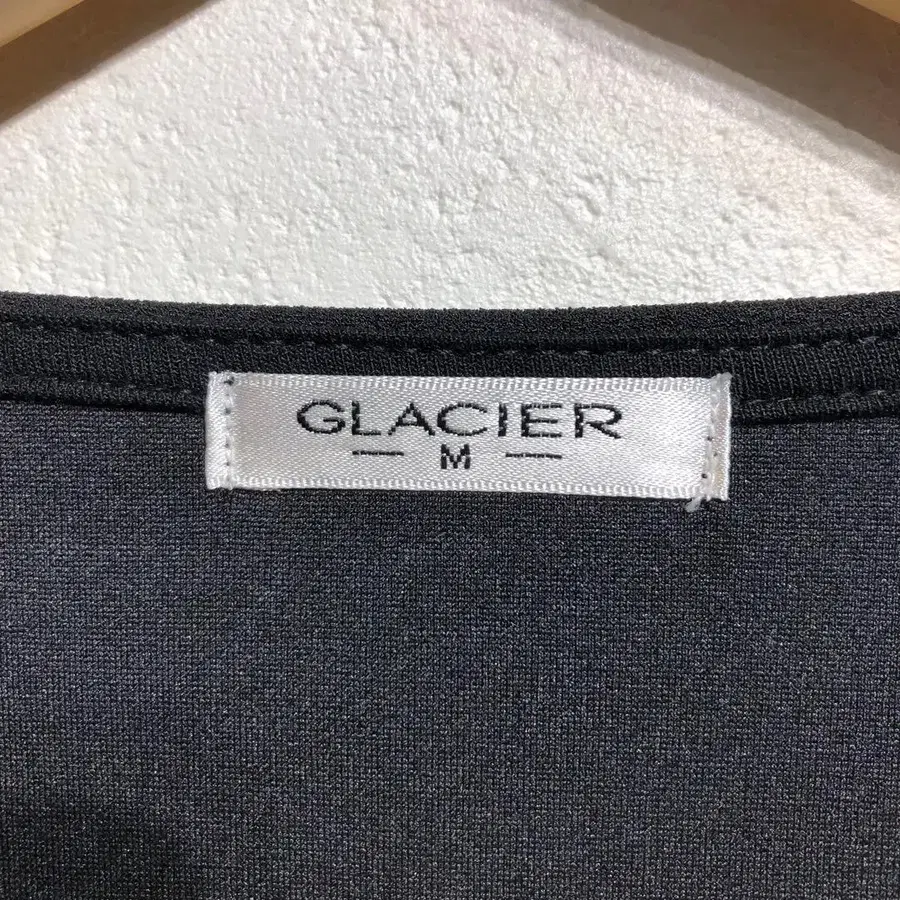 GLACIER
— M —